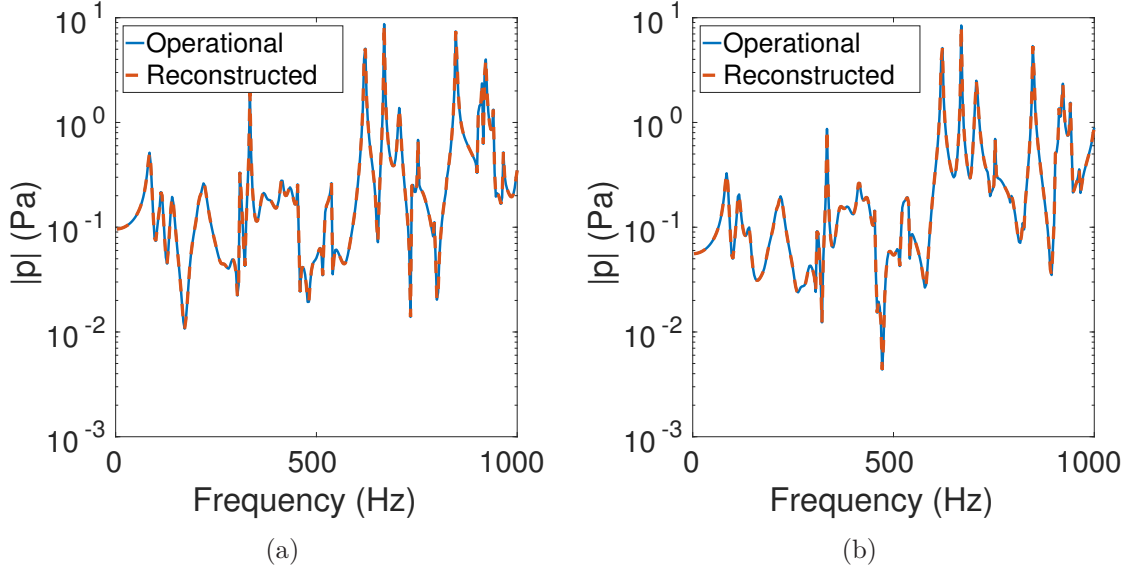 10^1
10^0
10^-1
10^-2
10^-3
|p| (Pa)
Operational
Reconstructed
0 500 1000
Frequency (Hz)
(a)
10^1
10^0
10^-1
10^-2
10^-3
|p| (Pa)
Operational
Reconstructed
0 500 1000
Frequency (Hz)
(b)